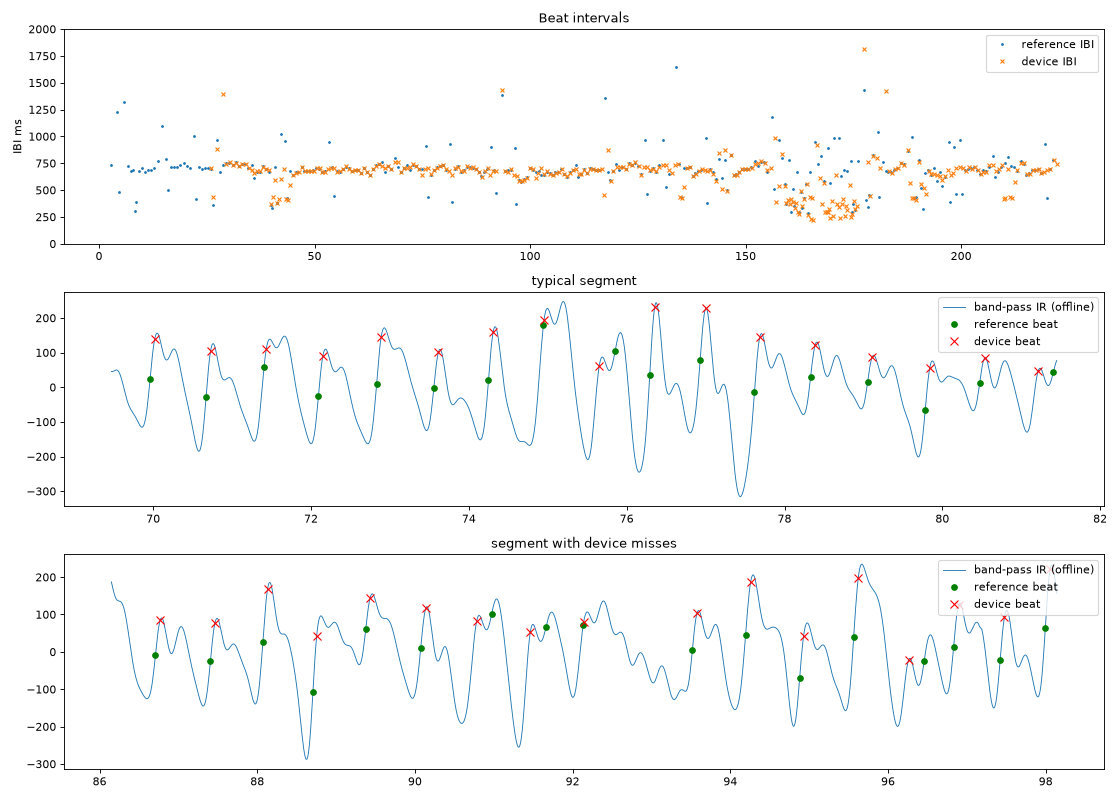 Beat intervals
IBI ms
2000
1750
1500
1250
1000
750
500
250
0
reference IBI
device IBI
0 50 100 150 200
typical segment
200
100
0
−100
−200
−300
band-pass IR (offline)
reference beat
device beat
70 72 74 76 78 80 82
segment with device misses
200
100
0
−100
−200
−300
band-pass IR (offline)
reference beat
device beat
86 88 90 92 94 96 98